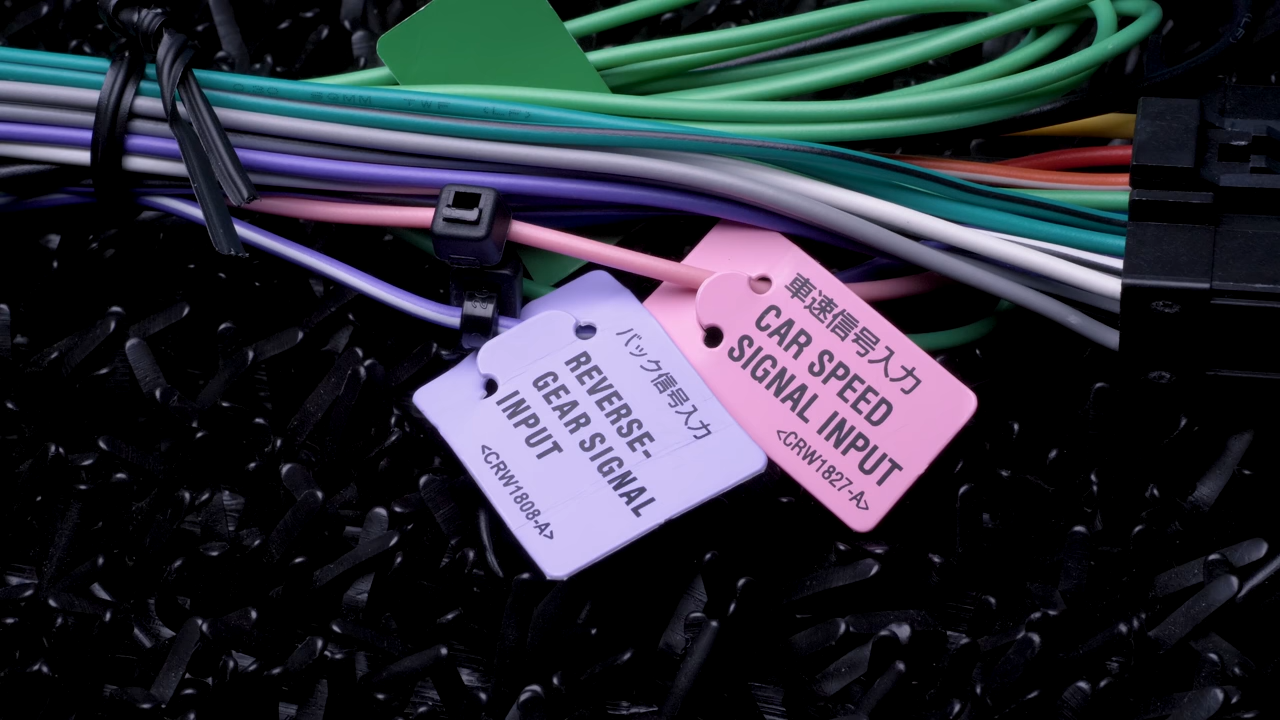 バック信号入力
REVERSE-
GEAR SIGNAL
INPUT
<CRW1808-A>
車速信号入力
CAR SPEED
SIGNAL INPUT
<CRW1827-A>